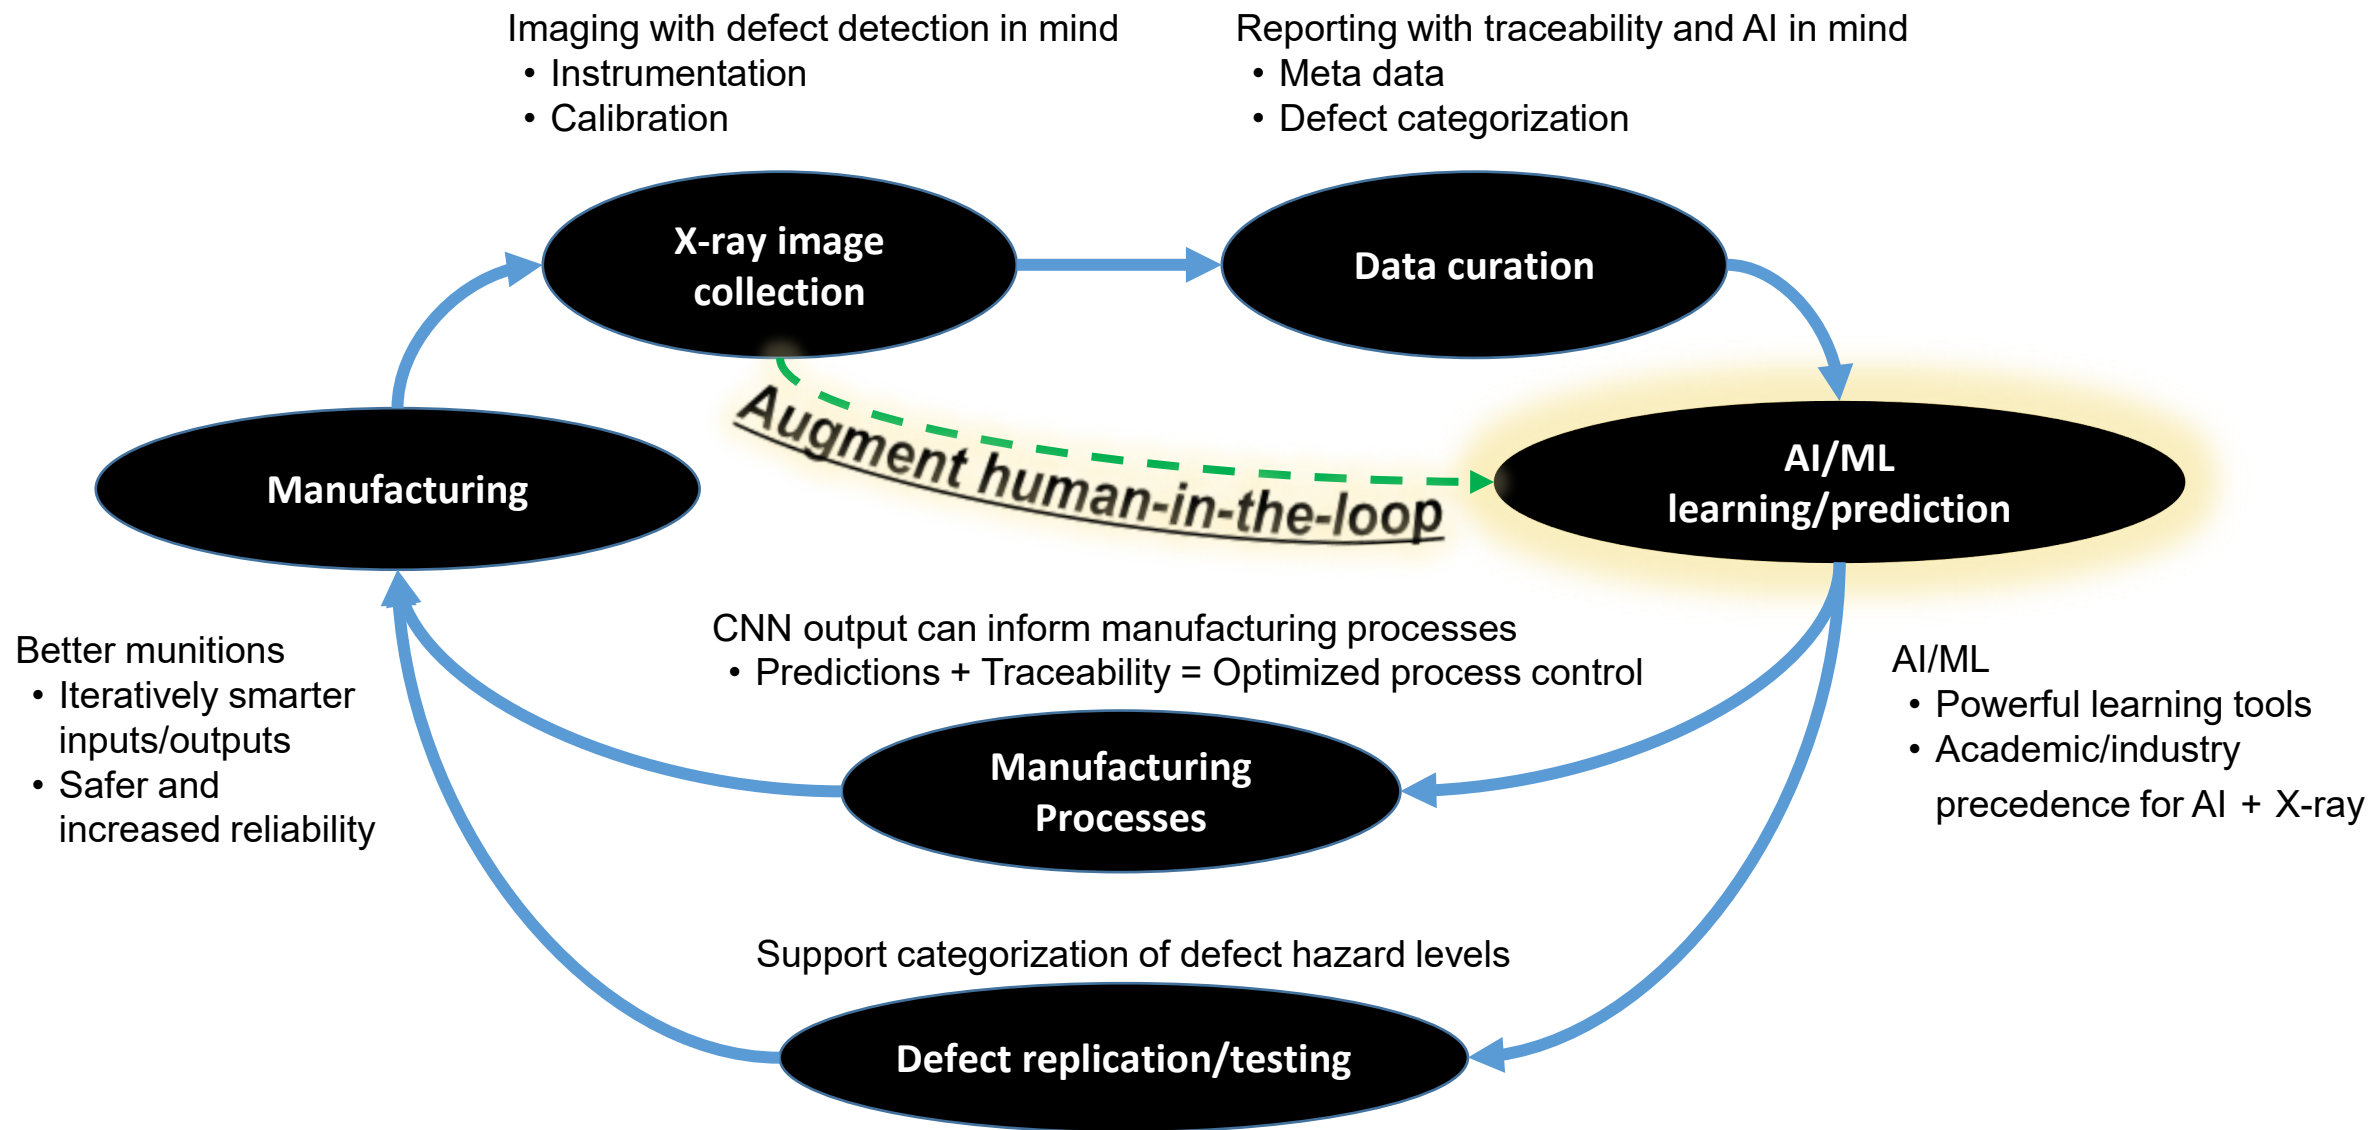 Imaging with defect detection in mind
• Instrumentation
• Calibration
Reporting with traceability and AI in mind
• Meta data
• Defect categorization
X-ray image
collection
Data curation
Manufacturing
Augment human-in-the-loop
AI/ML
learning/prediction
Better munitions
• Iteratively smarter
inputs/outputs
• Safer and
increased reliability
CNN output can inform manufacturing processes
• Predictions + Traceability = Optimized process control
Manufacturing
Processes
AI/ML
• Powerful learning tools
• Academic/industry
precedence for AI + X-ray
Support categorization of defect hazard levels
Defect replication/testing